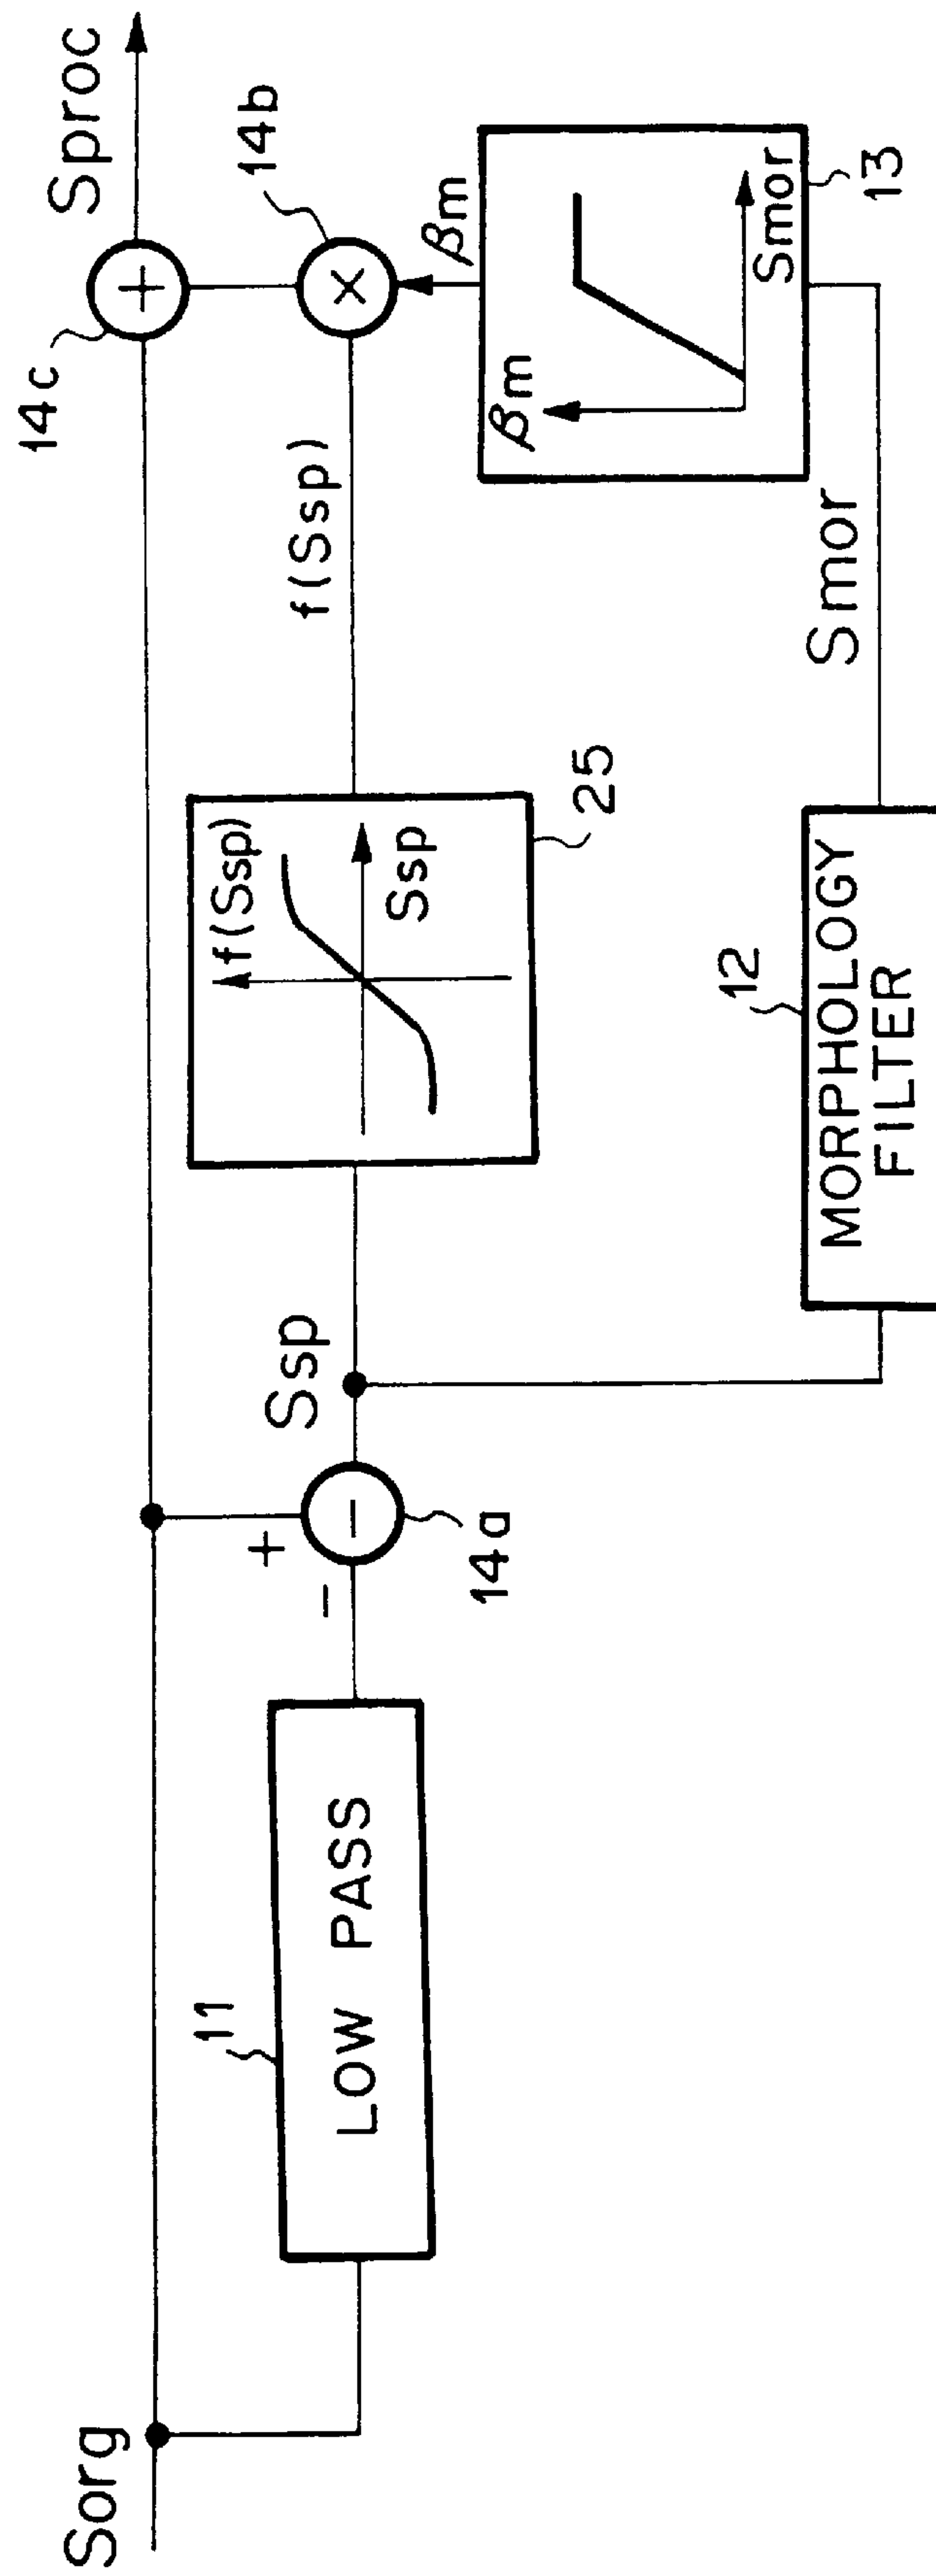 Sorg
11
LOW PASS
+
−
−
14a
Ssp
f(Ssp)
Ssp
25
f(Ssp)
12
MORPHOLOGY
FILTER
Smor
βm
Smor
13
βm
×
14b
+
14c
Sproc